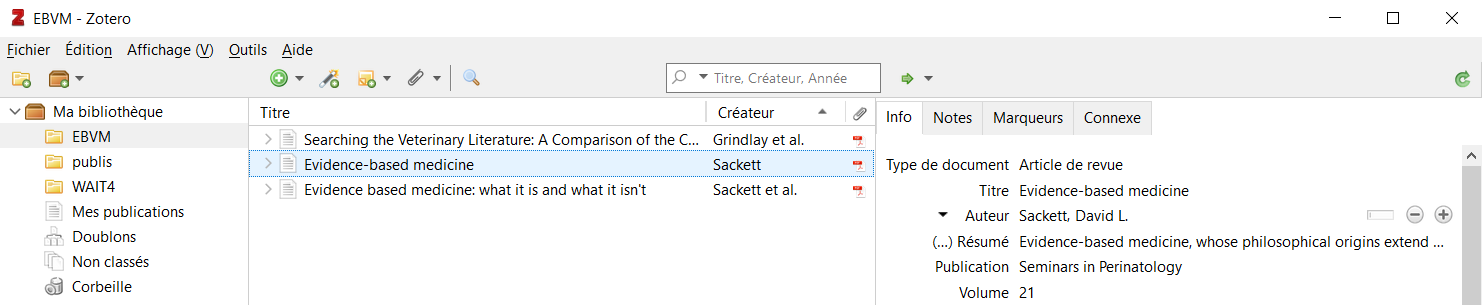 EBVM - Zotero
Fichier Édition Affichage (V) Outils Aide
Titre, Créateur, Année
Ma bibliothèque
EBVM
publis
WAIT4
Mes publications
Doublons
Non classés
Corbeille
Titre Créateur
Searching the Veterinary Literature: A Comparison of the C... Grindlay et al.
Evidence-based medicine Sackett
Evidence based medicine: what it is and what it isn't Sackett et al.
Info Notes Marqueurs Connexe
Type de document Article de revue
Titre Evidence-based medicine
Auteur Sackett, David L.
(...) Résumé Evidence-based medicine, whose philosophical origins extend ...
Publication Seminars in Perinatology
Volume 21